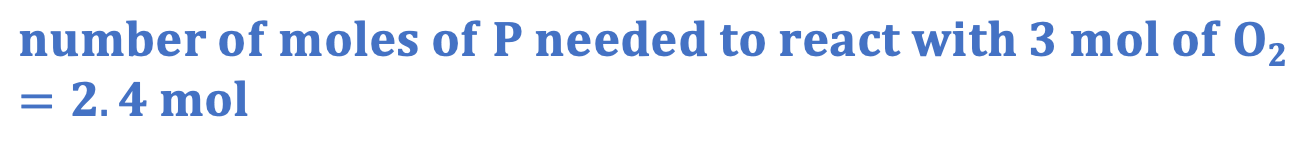 number of moles of P needed to react with 3 mol of O₂
= 2.4 mol